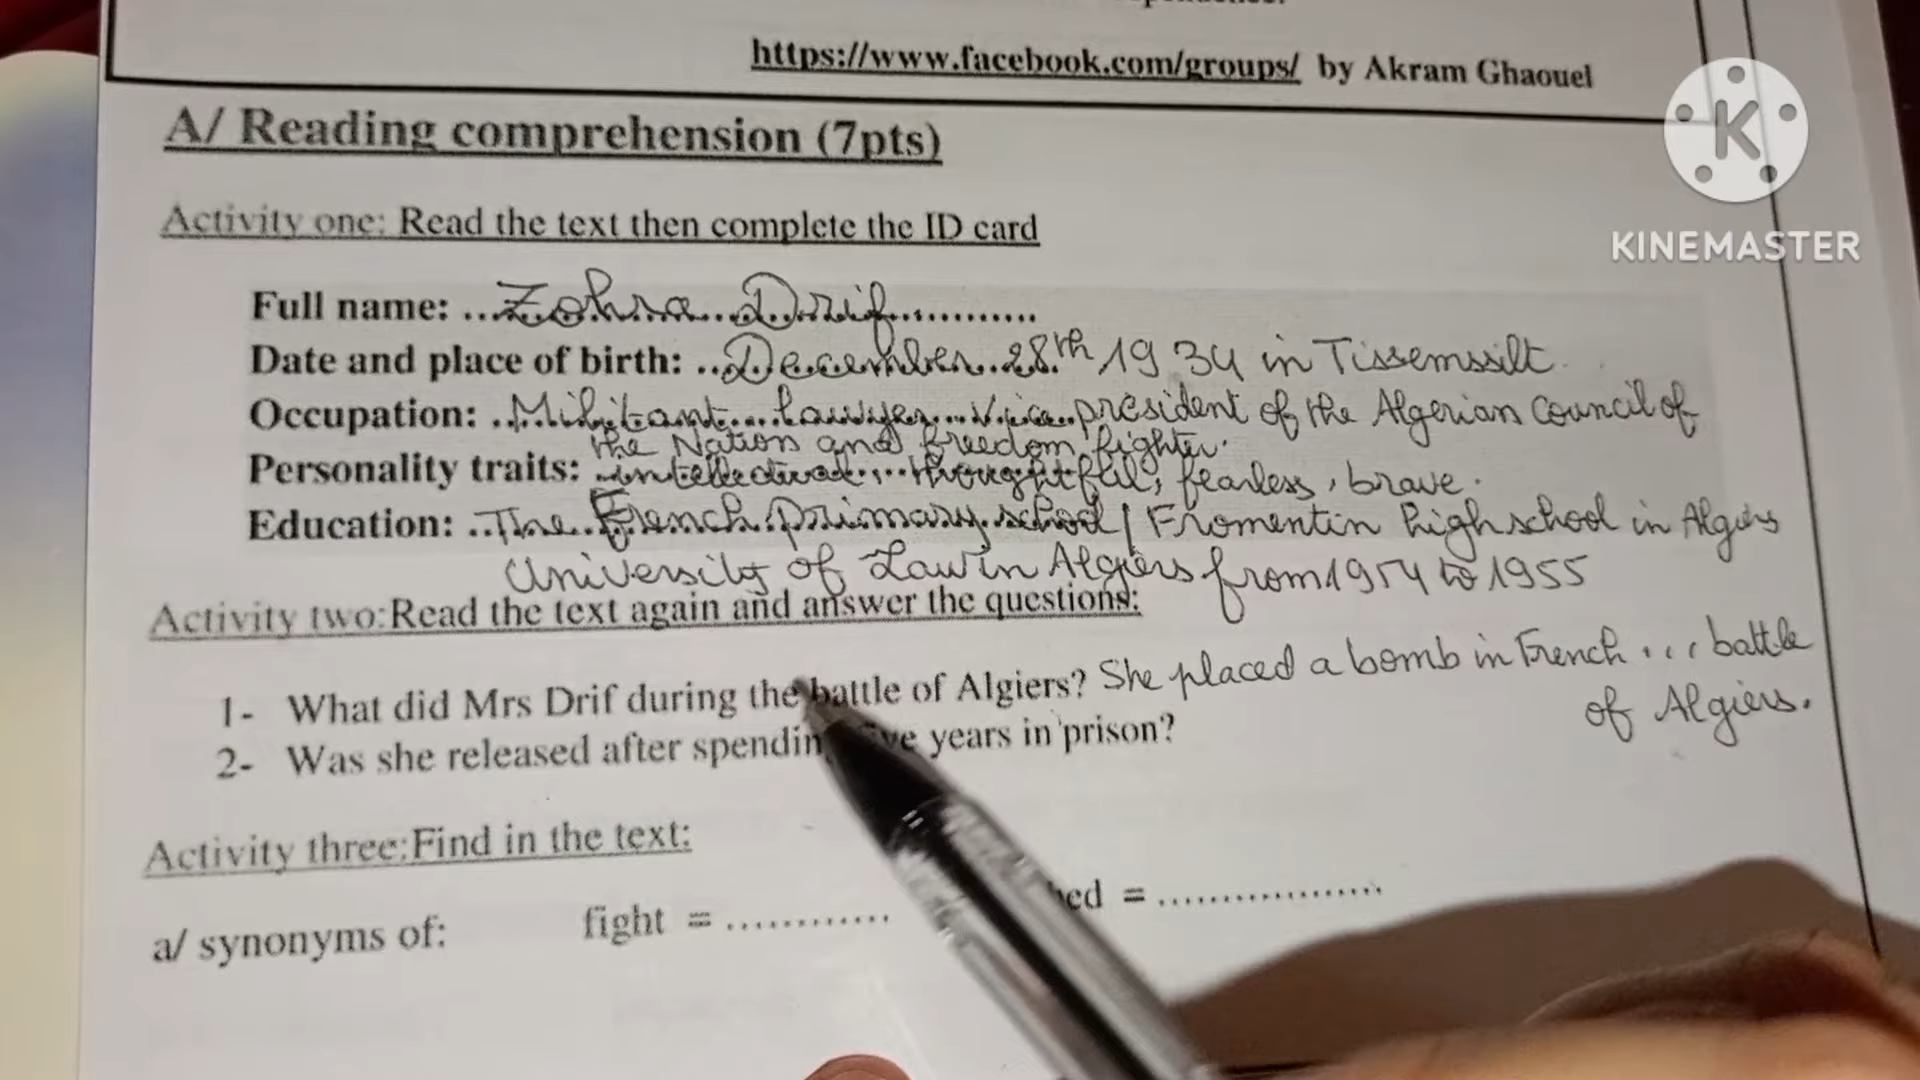 https://www.facebook.com/groups/ by Akram Ghaouel
A/ Reading comprehension (7pts)
K
KINEMASTER
Activity one: Read the text then complete the ID card
Full name: ...Zohra...Drif............
Date and place of birth: ..December..28th 1934 in Tissemssilt.
Occupation: ..Militant...lawyer...vice president of the Algerian Council of
the Nation and freedom fighter.
Personality traits: intellectual... thoughtful, fearless, brave.
Education: ..The French primary school / Fromentin high school in Algiers
University of Law in Algiers from 1954 to 1955
Activity two:Read the text again and answer the questions:
1- What did Mrs Drif during the battle of Algiers? She placed a bomb in French ... battle
of Algiers.
2- Was she released after spending five years in prison?
Activity three:Find in the text:
a/ synonyms of: fight = ............ = ..................